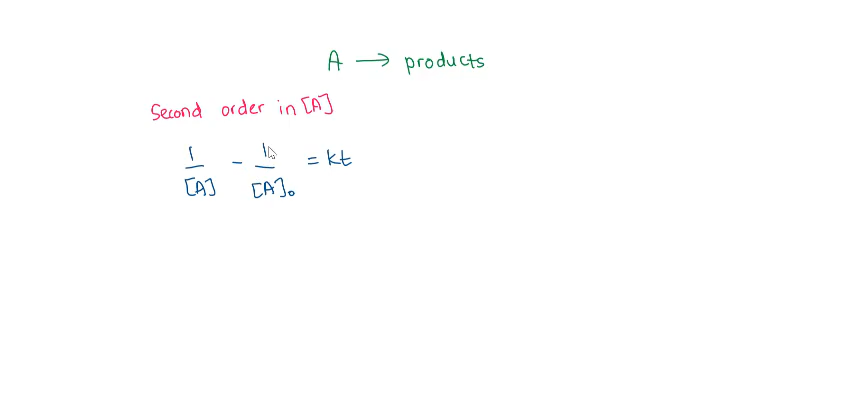 A → products
Second order in [A]
1/[A] - 1/[A]₀ = kt